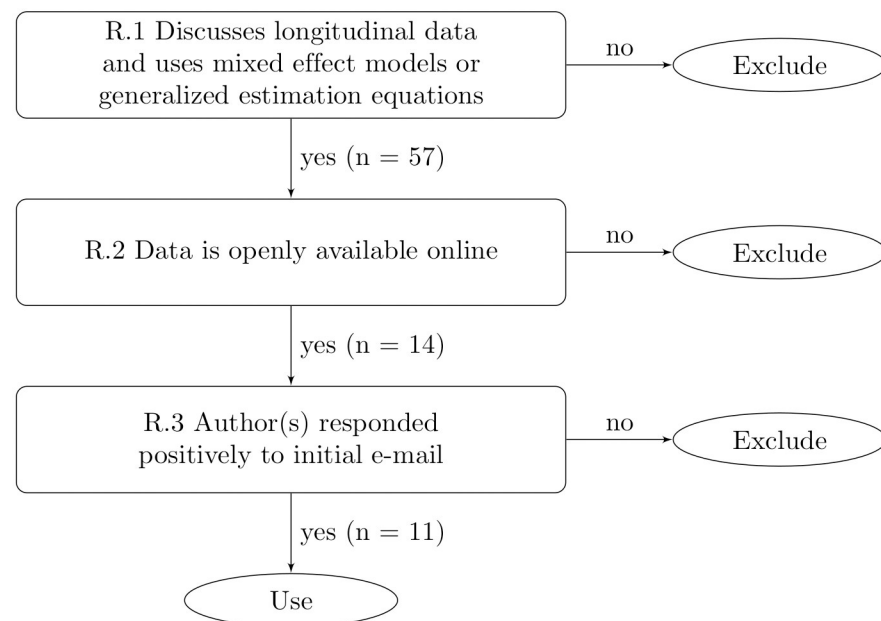 R.1 Discusses longitudinal data
and uses mixed effect models or
generalized estimation equations
no
Exclude
yes (n = 57)
R.2 Data is openly available online
no
Exclude
yes (n = 14)
R.3 Author(s) responded
positively to initial e-mail
no
Exclude
yes (n = 11)
Use